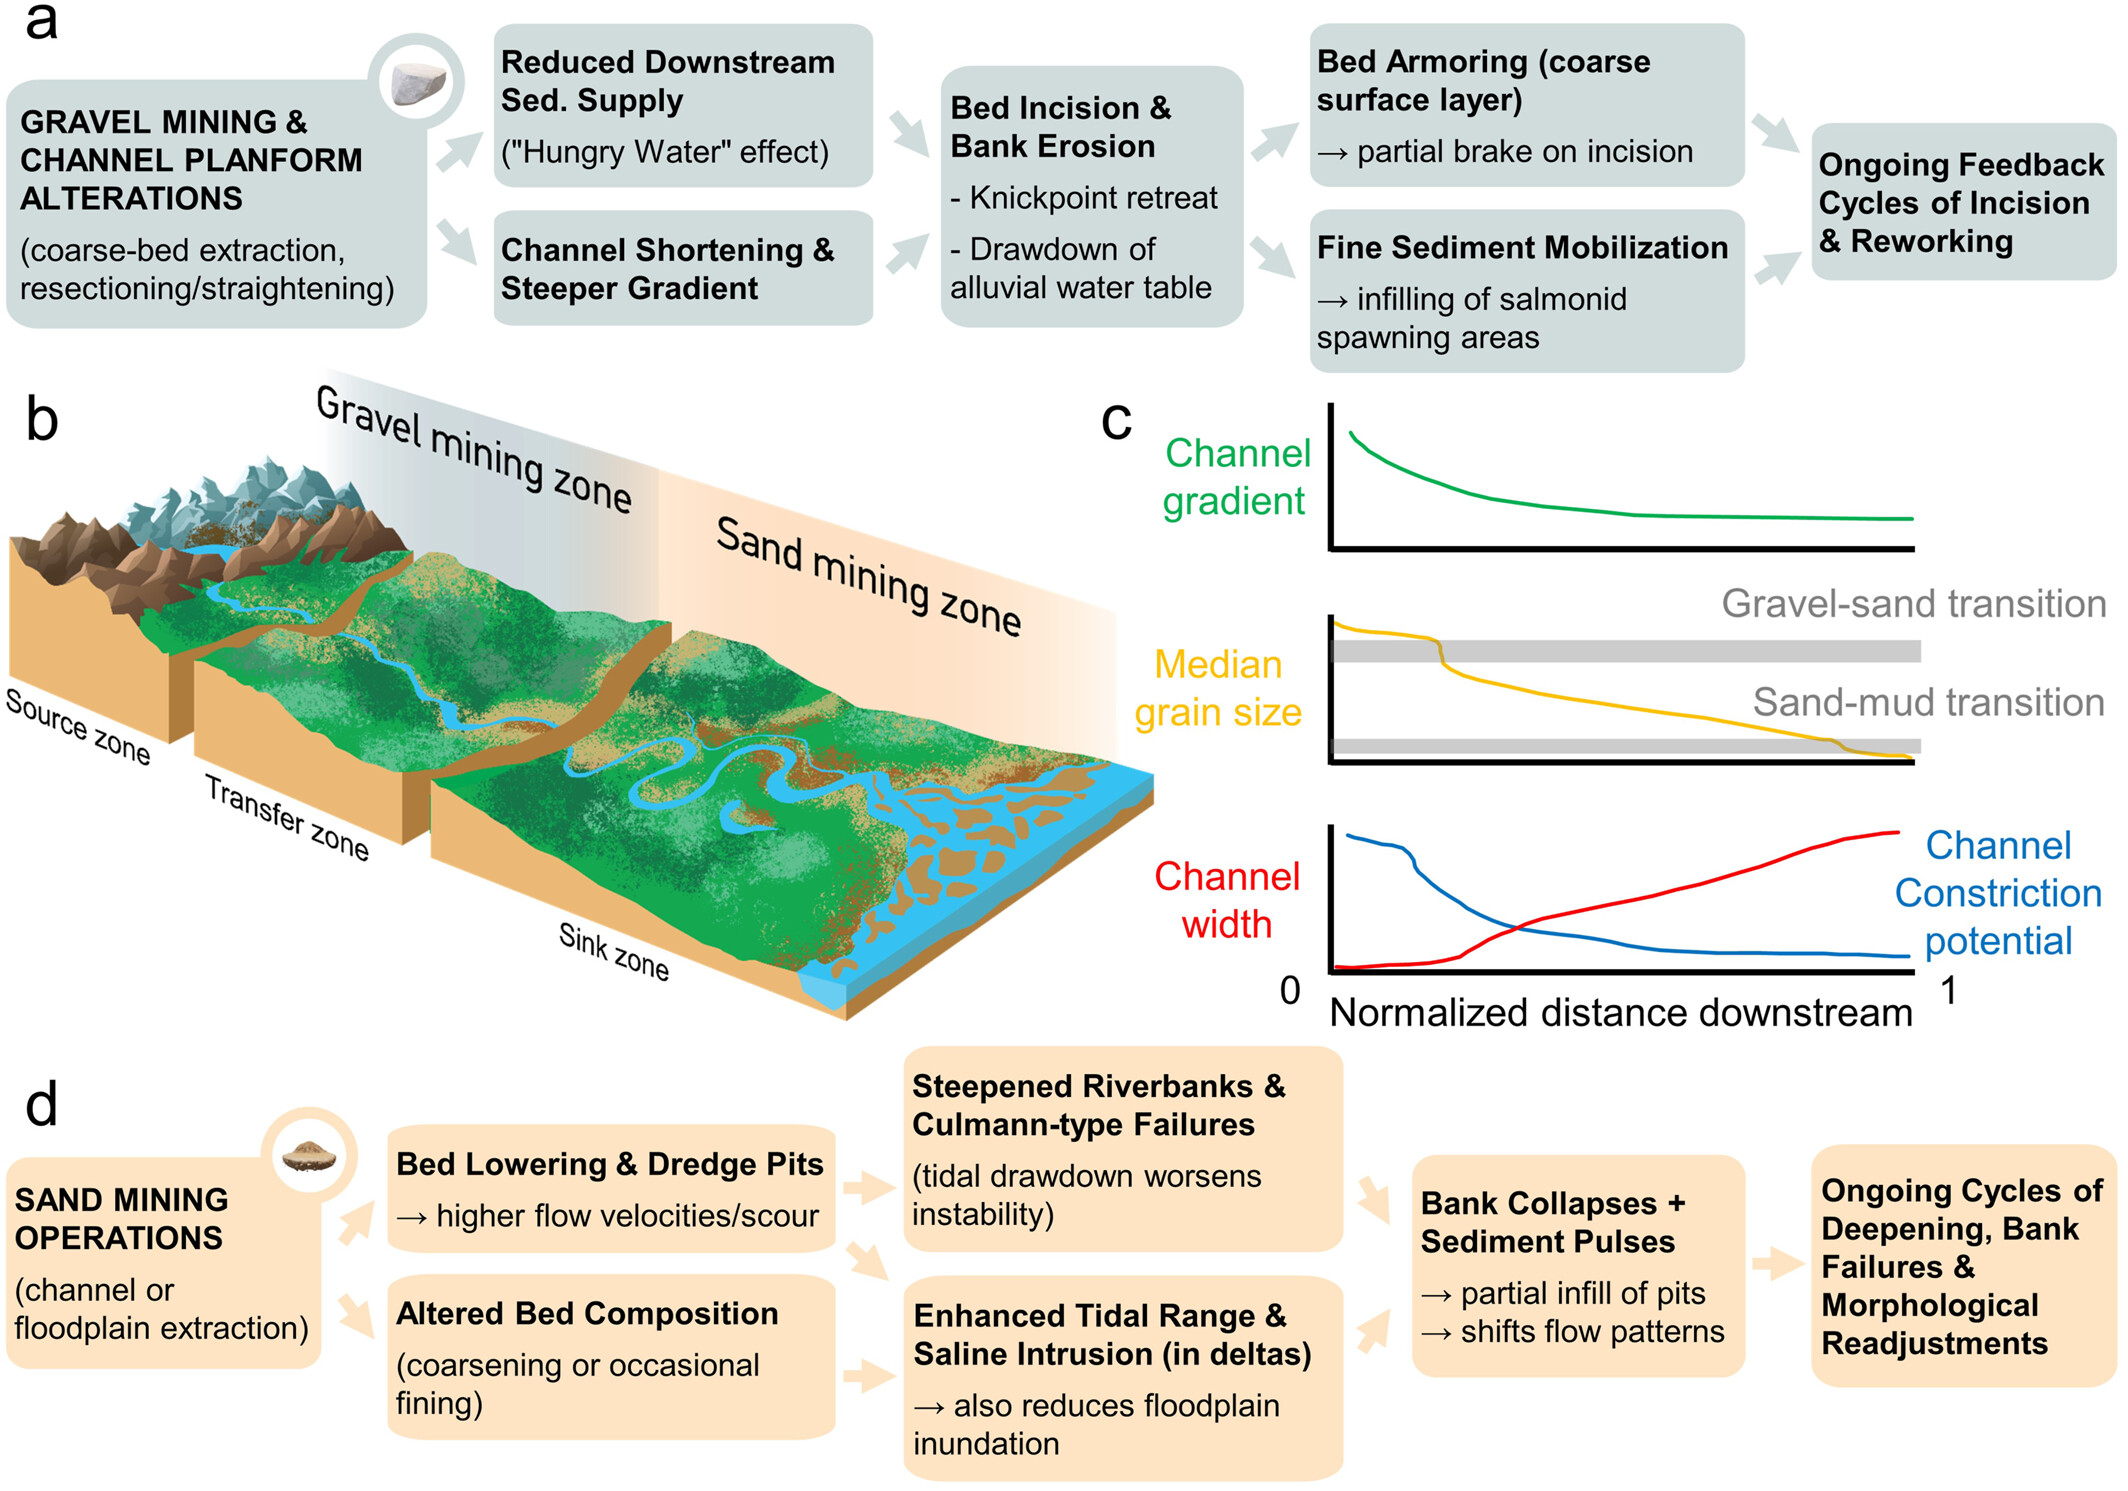 a
GRAVEL MINING &
CHANNEL PLANFORM
ALTERATIONS
(coarse-bed extraction,
resectioning/straightening)
Reduced Downstream
Sed. Supply
("Hungry Water" effect)
Channel Shortening &
Steeper Gradient
Bed Incision &
Bank Erosion
- Knickpoint retreat
- Drawdown of
alluvial water table
Bed Armoring (coarse
surface layer)
→ partial brake on incision
Fine Sediment Mobilization
→ infilling of salmonid
spawning areas
Ongoing Feedback
Cycles of Incision
& Reworking
b
Gravel mining zone
Sand mining zone
Source zone
Transfer zone
Sink zone
c
Channel
gradient
Gravel-sand transition
Median
grain size
Sand-mud transition
Channel
width
Channel
Constriction
potential
0
1
Normalized distance downstream
d
SAND MINING
OPERATIONS
(channel or
floodplain extraction)
Bed Lowering & Dredge Pits
→ higher flow velocities/scour
Altered Bed Composition
(coarsening or occasional
fining)
Steepened Riverbanks &
Culmann-type Failures
(tidal drawdown worsens
instability)
Enhanced Tidal Range &
Saline Intrusion (in deltas)
→ also reduces floodplain
inundation
Bank Collapses +
Sediment Pulses
→ partial infill of pits
→ shifts flow patterns
Ongoing Cycles of
Deepening, Bank
Failures &
Morphological
Readjustments